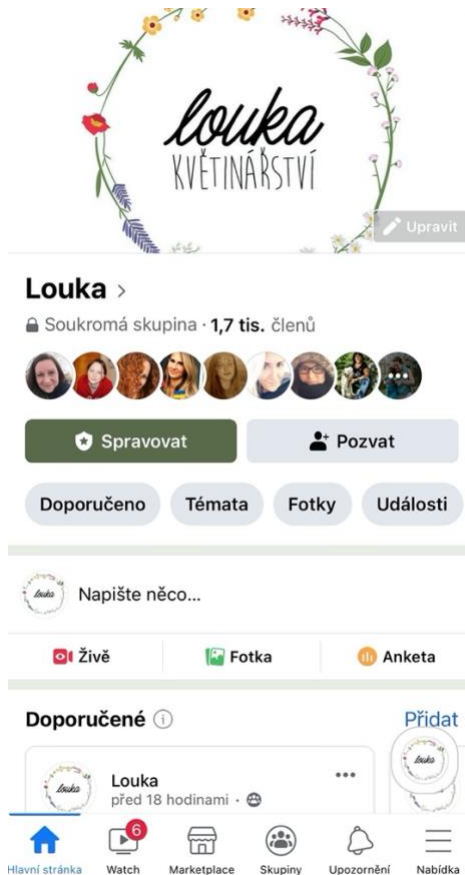 louka
KVĚTINÁŘSTVÍ
Upravit
Louka >
Soukromá skupina · 1,7 tis. členů
Spravovat
Pozvat
Doporučeno Témata Fotky Události
louka
Napište něco...
Živě Fotka Anketa
Doporučené
Přidat
louka
louka
Louka
před 18 hodinami ·
6
Hlavní stránka Watch Marketplace Skupiny Upozornění Nabídka